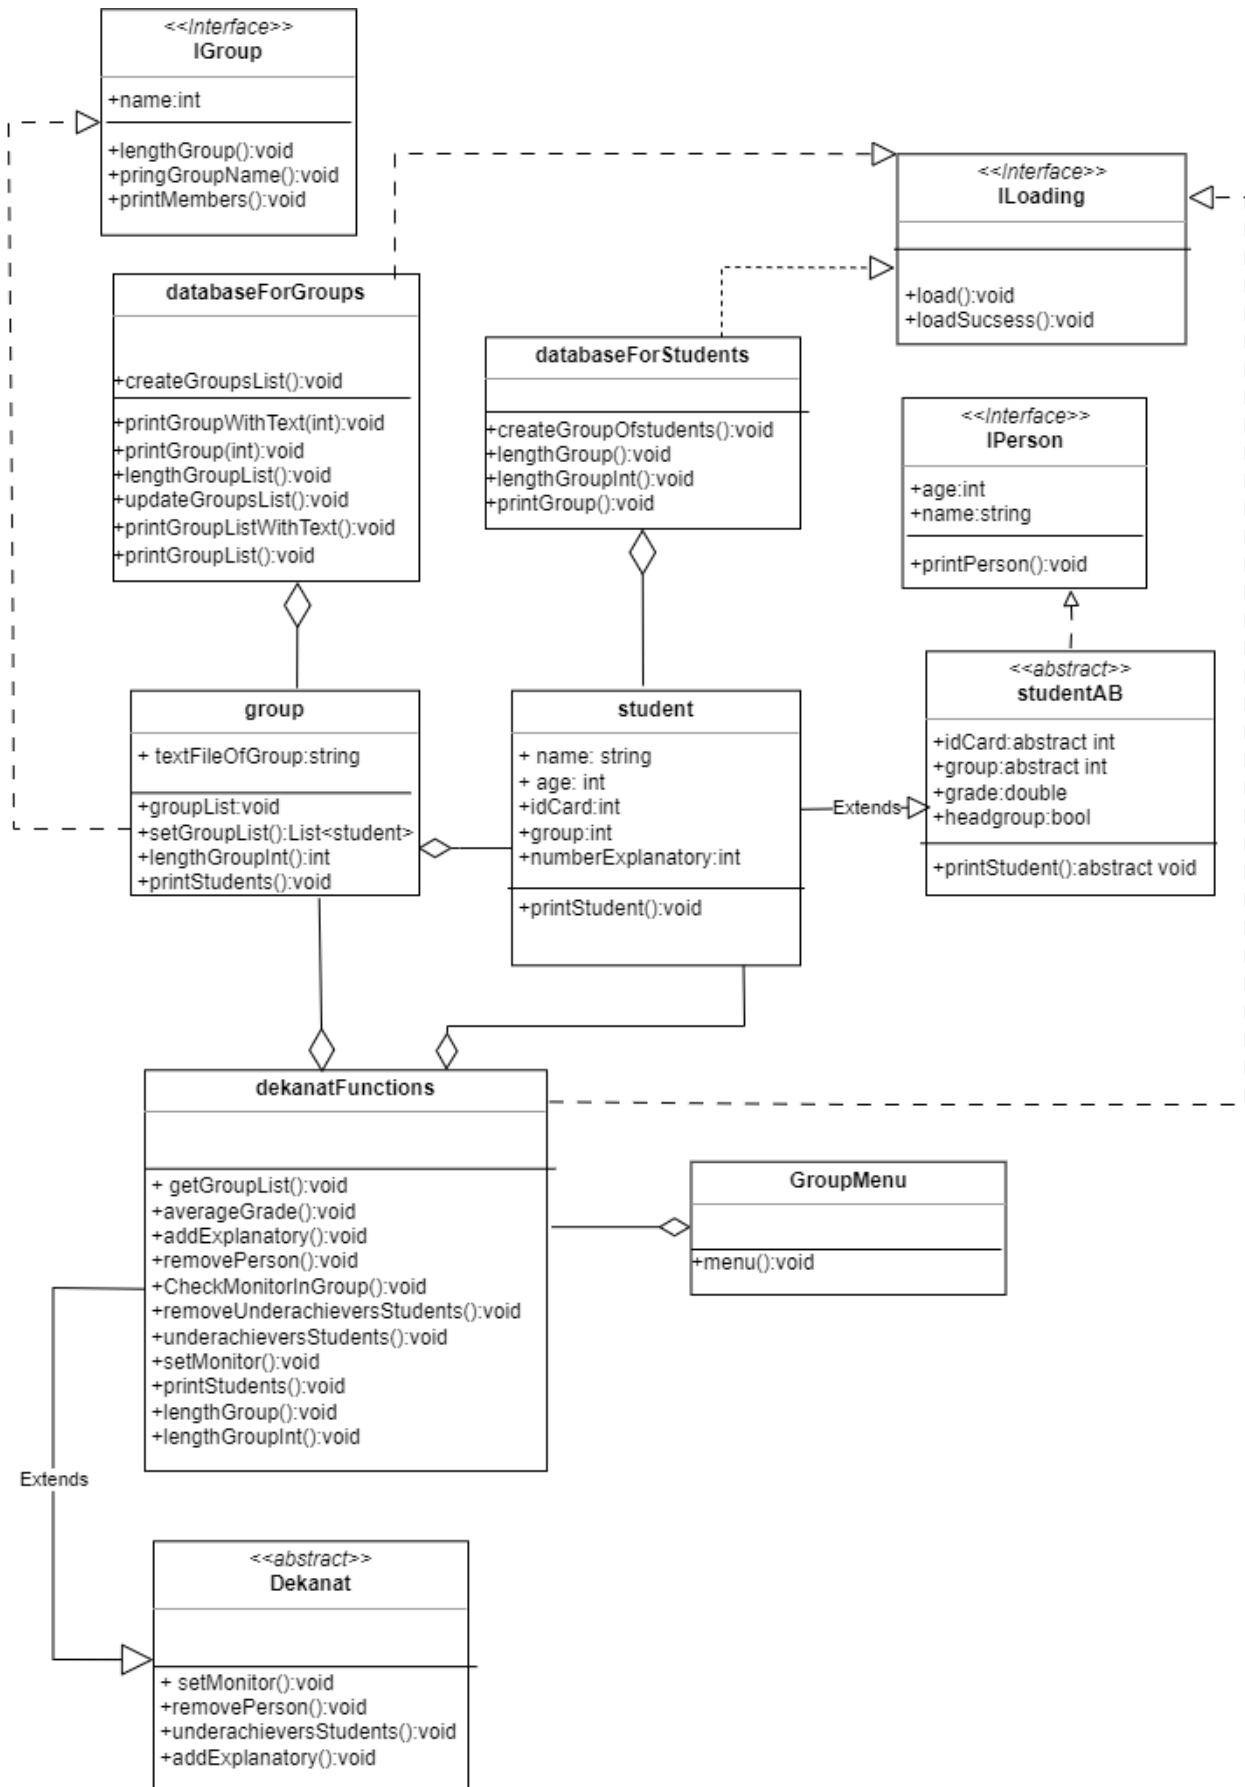 <<Interface>>
IGroup
+name:int
+lengthGroup():void
+pringGroupName():void
+printMembers():void
<<Interface>>
ILoading
+load():void
+loadSucsess():void
databaseForGroups
+createGroupsList():void
+printGroupWithText(int):void
+printGroup(int):void
+lengthGroupList():void
+updateGroupsList():void
+printGroupListWithText():void
+printGroupList():void
databaseForStudents
+createGroupOfstudents():void
+lengthGroup():void
+lengthGroupInt():void
+printGroup():void
<<Interface>>
IPerson
+age:int
+name:string
+printPerson():void
group
+ textFileOfGroup:string
+groupList:void
+setGroupList():List<student>
+lengthGroupInt():int
+printStudents():void
student
+ name: string
+ age: int
+idCard:int
+group:int
+numberExplanatory:int
+printStudent():void
Extends
<<abstract>>
studentAB
+idCard:abstract int
+group:abstract int
+grade:double
+headgroup:bool
+printStudent():abstract void
dekanatFunctions
+ getGroupList():void
+averageGrade():void
+addExplanatory():void
+removePerson():void
+CheckMonitorInGroup():void
+removeUnderachieversStudents():void
+underachieversStudents():void
+setMonitor():void
+printStudents():void
+lengthGroup():void
+lengthGroupInt():void
GroupMenu
+menu():void
Extends
<<abstract>>
Dekanat
+ setMonitor():void
+removePerson():void
+underachieversStudents():void
+addExplanatory():void